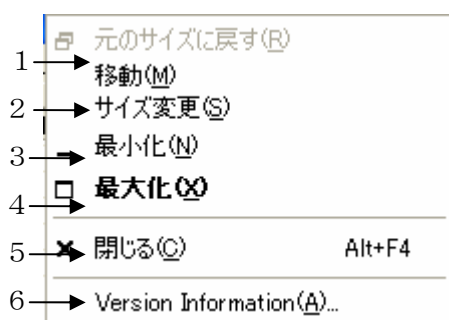 元のサイズに戻す(R)
1 移動(M)
2 サイズ変更(S)
3 最小化(N)
4 最大化(X)
5 閉じる(C) Alt+F4
6 Version Information(A)...